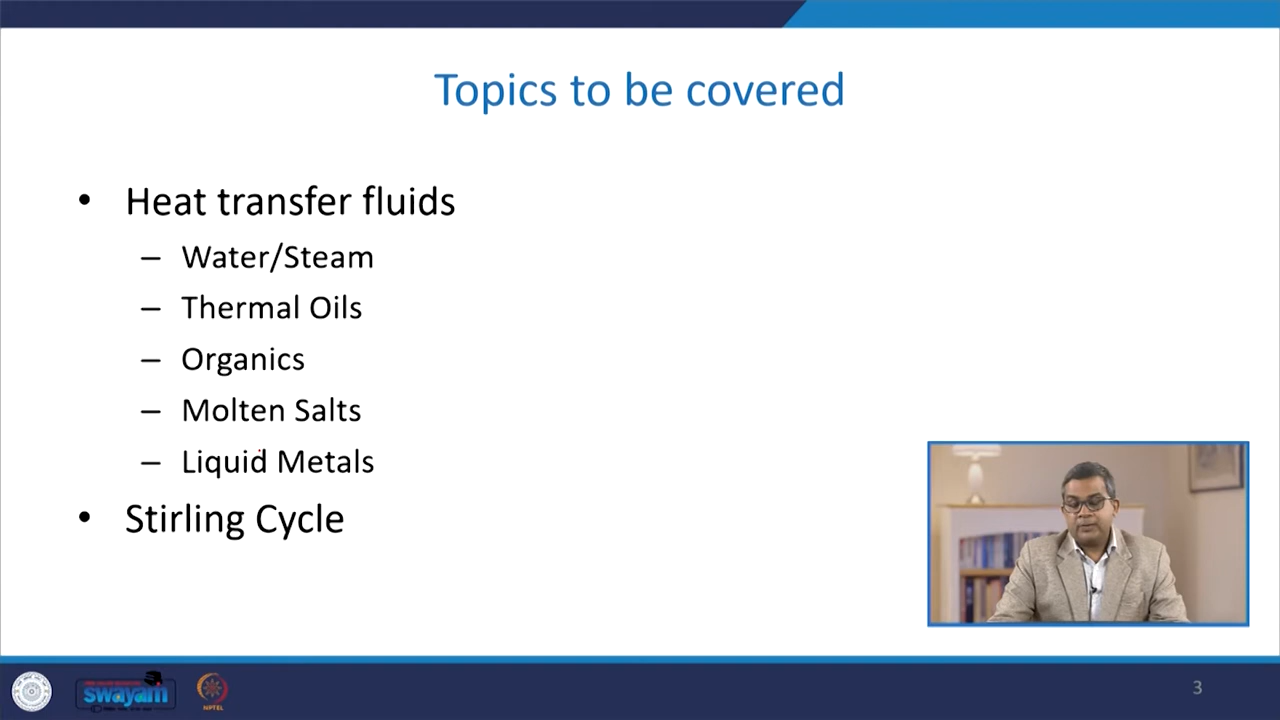 Topics to be covered
• Heat transfer fluids
– Water/Steam
– Thermal Oils
– Organics
– Molten Salts
– Liquid Metals
• Stirling Cycle
swayam
NPTEL
3